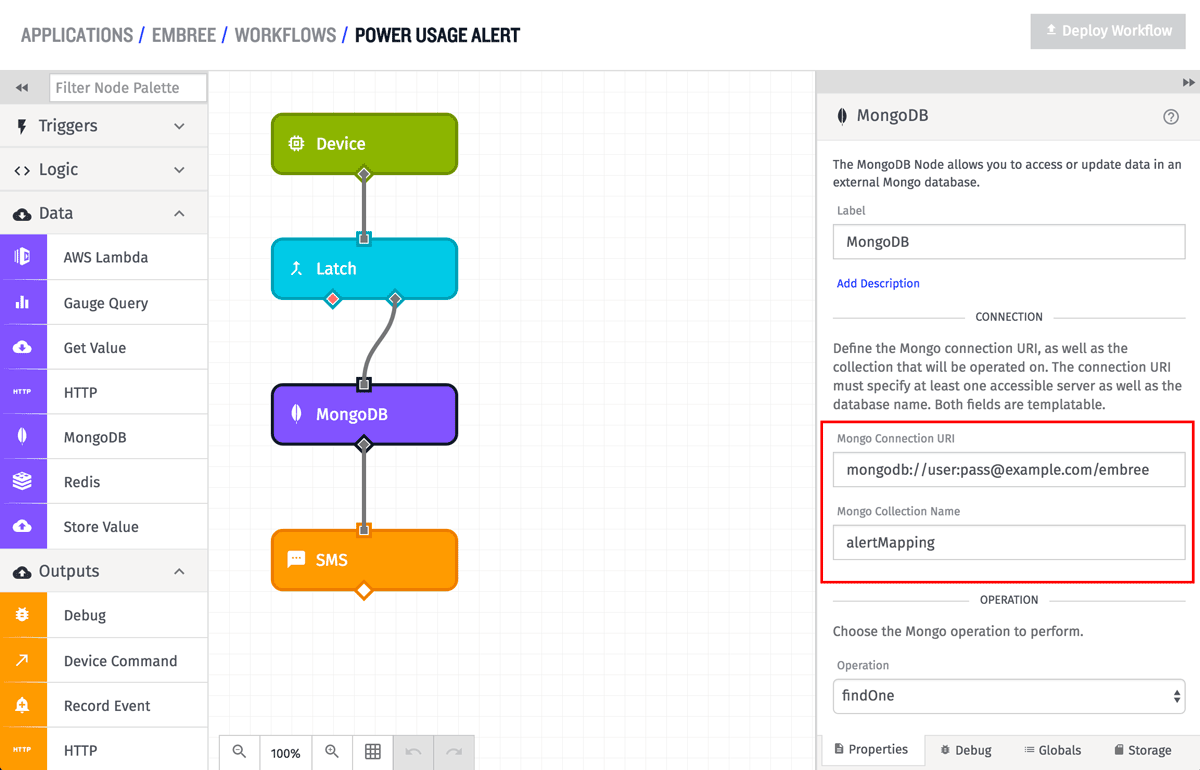 APPLICATIONS / EMBREE / WORKFLOWS / POWER USAGE ALERT
Deploy Workflow
Filter Node Palette
Triggers
Logic
Data
AWS Lambda
Gauge Query
Get Value
HTTP HTTP
MongoDB
Redis
Store Value
Outputs
Debug
Device Command
Record Event
HTTP HTTP
Device
Latch
MongoDB
SMS
100%
MongoDB
The MongoDB Node allows you to access or update data in an
external Mongo database.
Label
MongoDB
Add Description
CONNECTION
Define the Mongo connection URI, as well as the
collection that will be operated on. The connection URI
must specify at least one accessible server as well as the
database name. Both fields are templatable.
Mongo Connection URI
mongodb://user:pass@example.com/embree
Mongo Collection Name
alertMapping
OPERATION
Choose the Mongo operation to perform.
Operation
findOne
Properties Debug Globals Storage